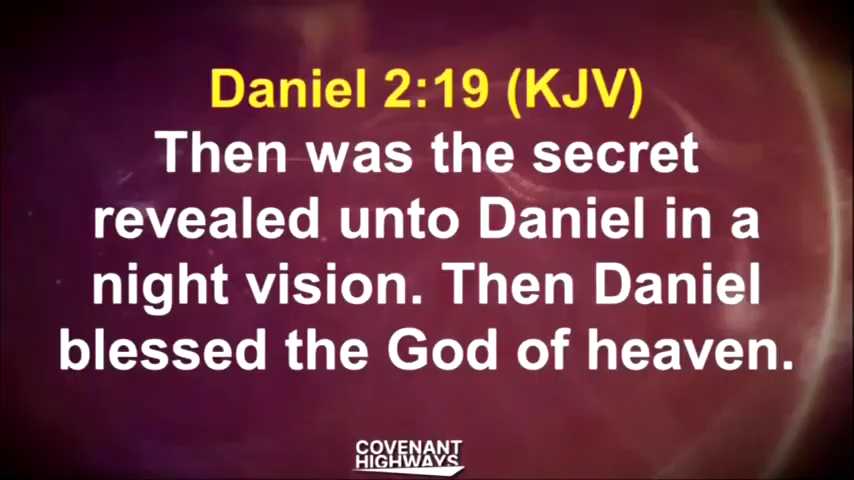 Daniel 2:19 (KJV)
Then was the secret
revealed unto Daniel in a
night vision. Then Daniel
blessed the God of heaven.
COVENANT
HIGHWAYS